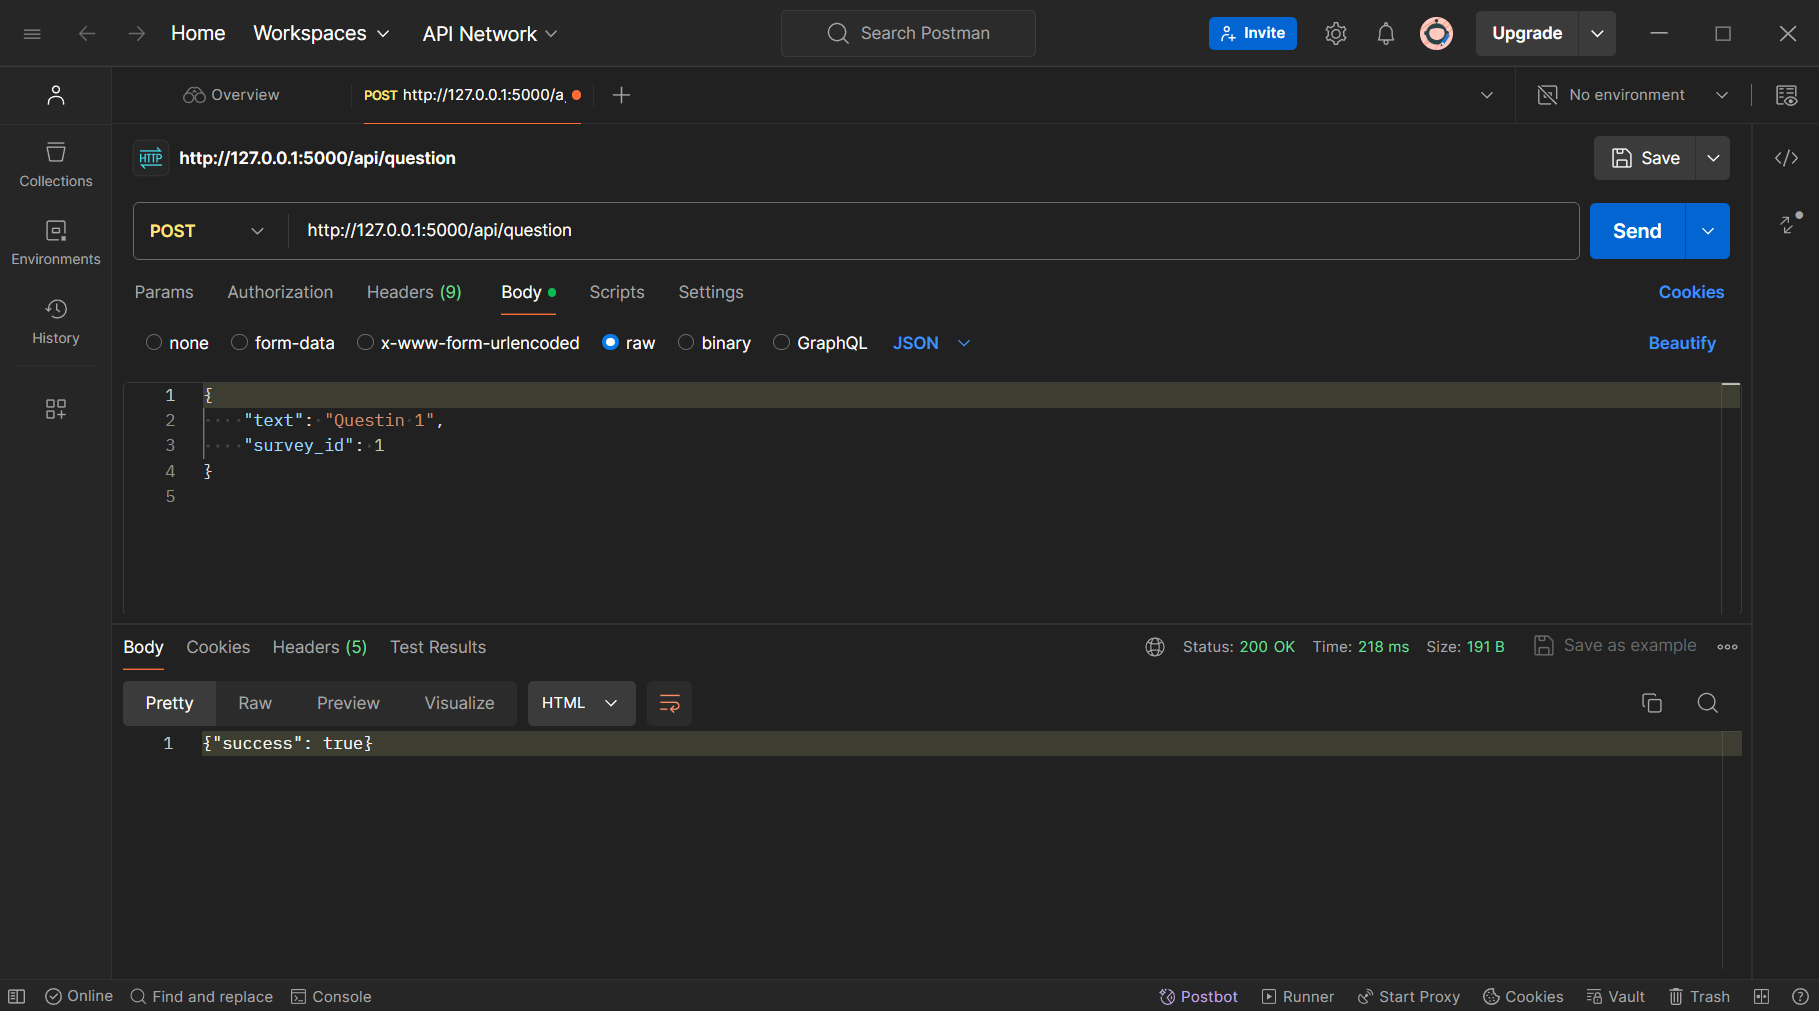 Home Workspaces API Network Search Postman Invite Upgrade
Overview POST http://127.0.0.1:5000/a No environment
HTTP http://127.0.0.1:5000/api/question Save
Collections
POST http://127.0.0.1:5000/api/question Send
Environments
Params Authorization Headers (9) Body Scripts Settings Cookies
History
none form-data x-www-form-urlencoded raw binary GraphQL JSON Beautify
1 {
2 "text": "Questin 1",
3 "survey_id": 1
4 }
5
Body Cookies Headers (5) Test Results Status: 200 OK Time: 218 ms Size: 191 B Save as example
Pretty Raw Preview Visualize HTML
1 {"success": true}
Online Find and replace Console Postbot Runner Start Proxy Cookies Vault Trash